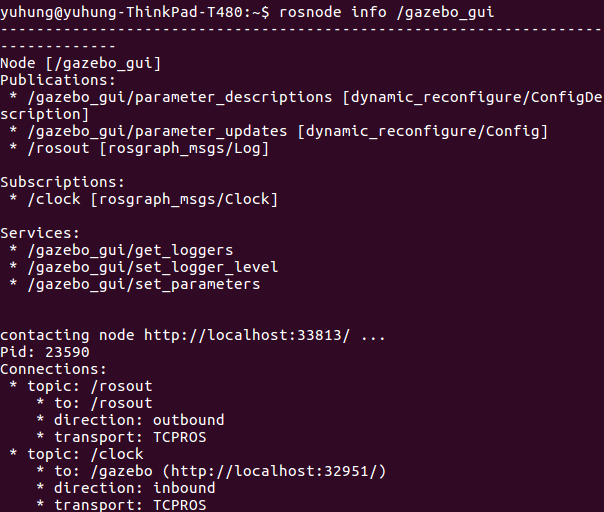 yuhung@yuhung-ThinkPad-T480:~$ rosnode info /gazebo_gui
--------------------------------------------------------------------
-------------
Node [/gazebo_gui]
Publications:
 * /gazebo_gui/parameter_descriptions [dynamic_reconfigure/ConfigDe
scription]
 * /gazebo_gui/parameter_updates [dynamic_reconfigure/Config]
 * /rosout [rosgraph_msgs/Log]

Subscriptions:
 * /clock [rosgraph_msgs/Clock]

Services:
 * /gazebo_gui/get_loggers
 * /gazebo_gui/set_logger_level
 * /gazebo_gui/set_parameters


contacting node http://localhost:33813/ ...
Pid: 23590
Connections:
 * topic: /rosout
    * to: /rosout
    * direction: outbound
    * transport: TCPROS
 * topic: /clock
    * to: /gazebo (http://localhost:32951/)
    * direction: inbound
    * transport: TCPROS